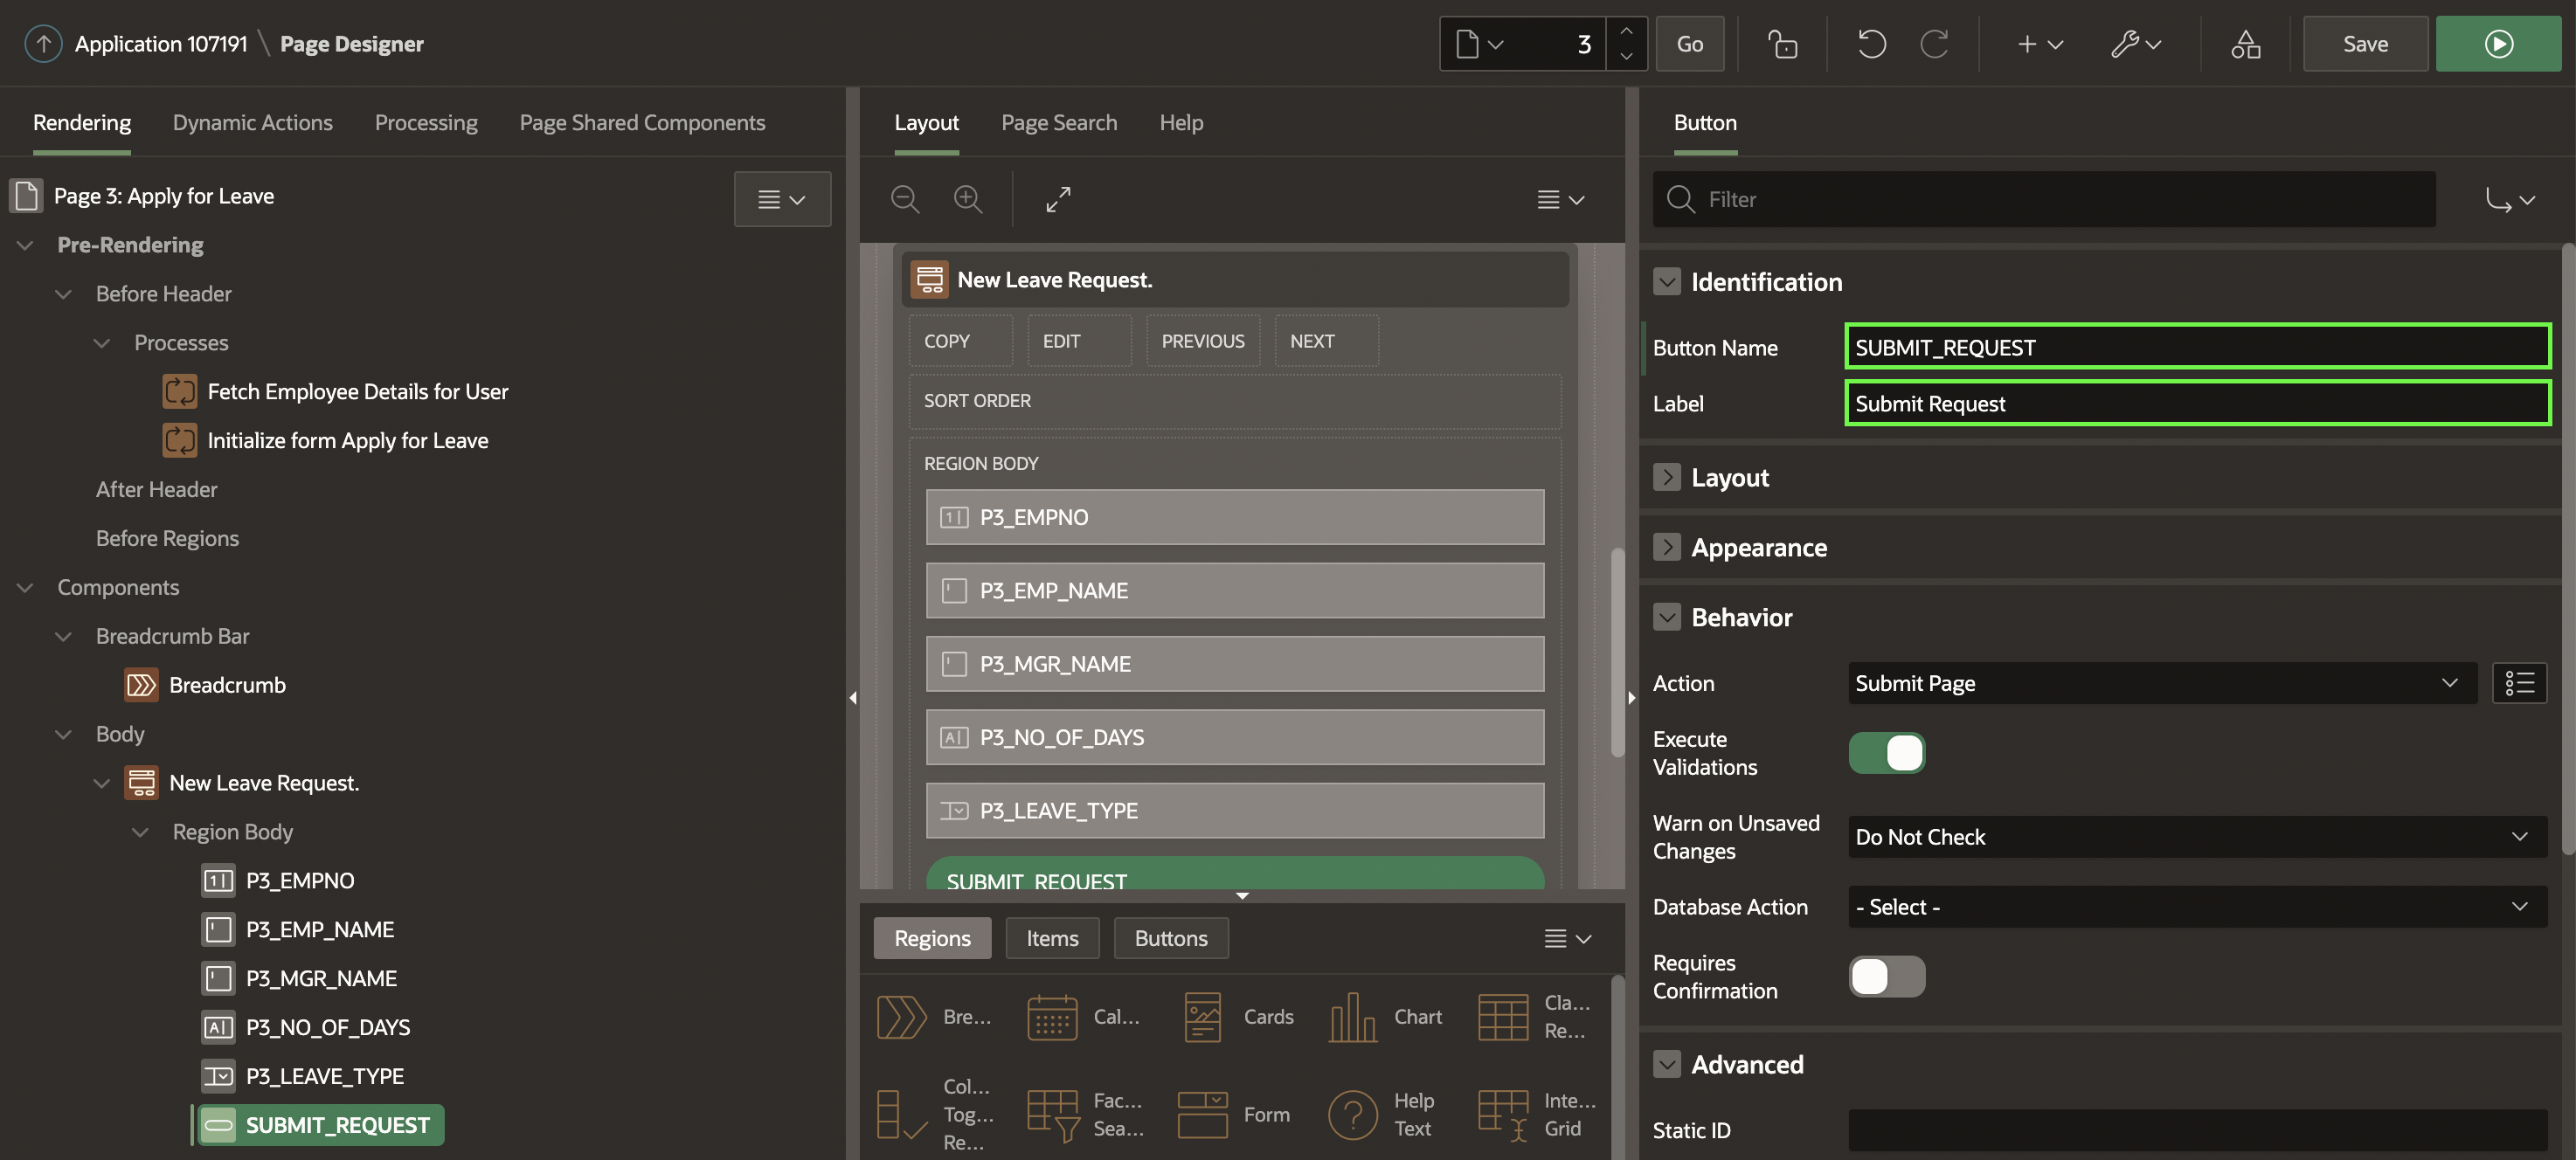 Application 107191 \ Page Designer
3
Go
Save
Rendering
Dynamic Actions
Processing
Page Shared Components
Page 3: Apply for Leave
Pre-Rendering
Before Header
Processes
Fetch Employee Details for User
Initialize form Apply for Leave
After Header
Before Regions
Components
Breadcrumb Bar
Breadcrumb
Body
New Leave Request.
Region Body
P3_EMPNO
P3_EMP_NAME
P3_MGR_NAME
P3_NO_OF_DAYS
P3_LEAVE_TYPE
SUBMIT_REQUEST
Layout
Page Search
Help
New Leave Request.
COPY
EDIT
PREVIOUS
NEXT
SORT ORDER
REGION BODY
P3_EMPNO
P3_EMP_NAME
P3_MGR_NAME
P3_NO_OF_DAYS
P3_LEAVE_TYPE
SUBMIT_REQUEST
Regions
Items
Buttons
Bre...
Cal...
Cards
Chart
Cla...
Re...
Col...
Tog...
Re...
Fac...
Sea...
Form
Help
Text
Inte...
Grid
Button
Filter
Identification
Button Name
SUBMIT_REQUEST
Label
Submit Request
Layout
Appearance
Behavior
Action
Submit Page
Execute
Validations
Warn on Unsaved
Changes
Do Not Check
Database Action
- Select -
Requires
Confirmation
Advanced
Static ID